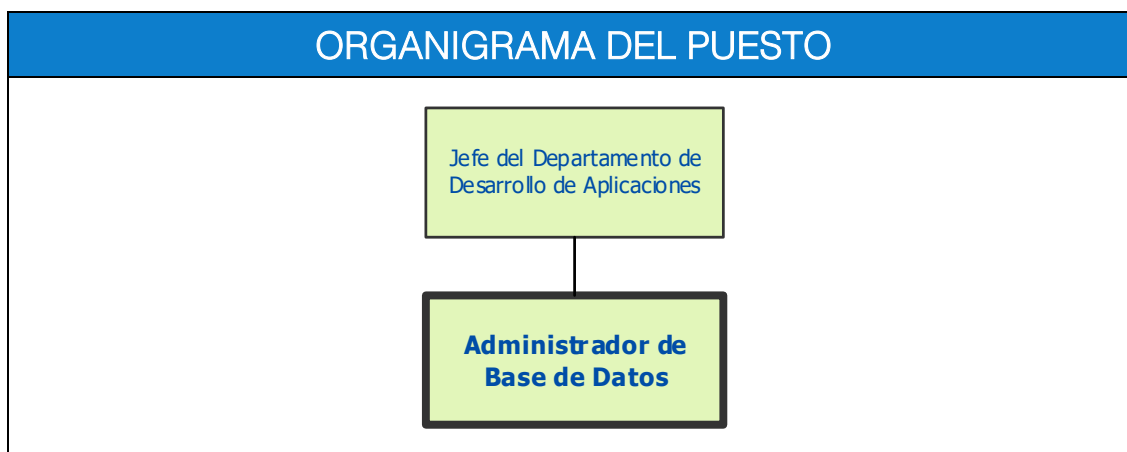 ORGANIGRAMA DEL PUESTO
Jefe del Departamento de
Desarrollo de Aplicaciones
Administrador de
Base de Datos